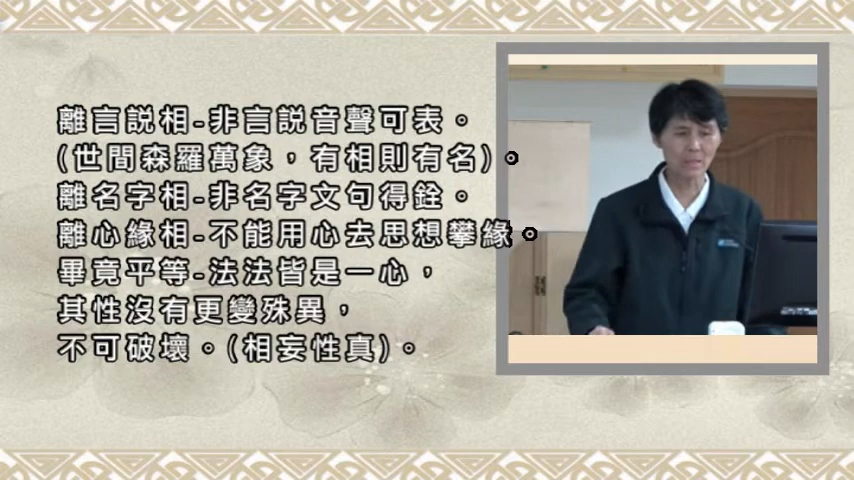 離言說相-非言說音聲可表。
(世間森羅萬象，有相則有名)。
離名字相-非名字文句得銓。
離心緣相-不能用心去思想攀緣。
畢竟平等-法法皆是一心，
其性沒有更變殊異，
不可破壞。(相妄性真)。